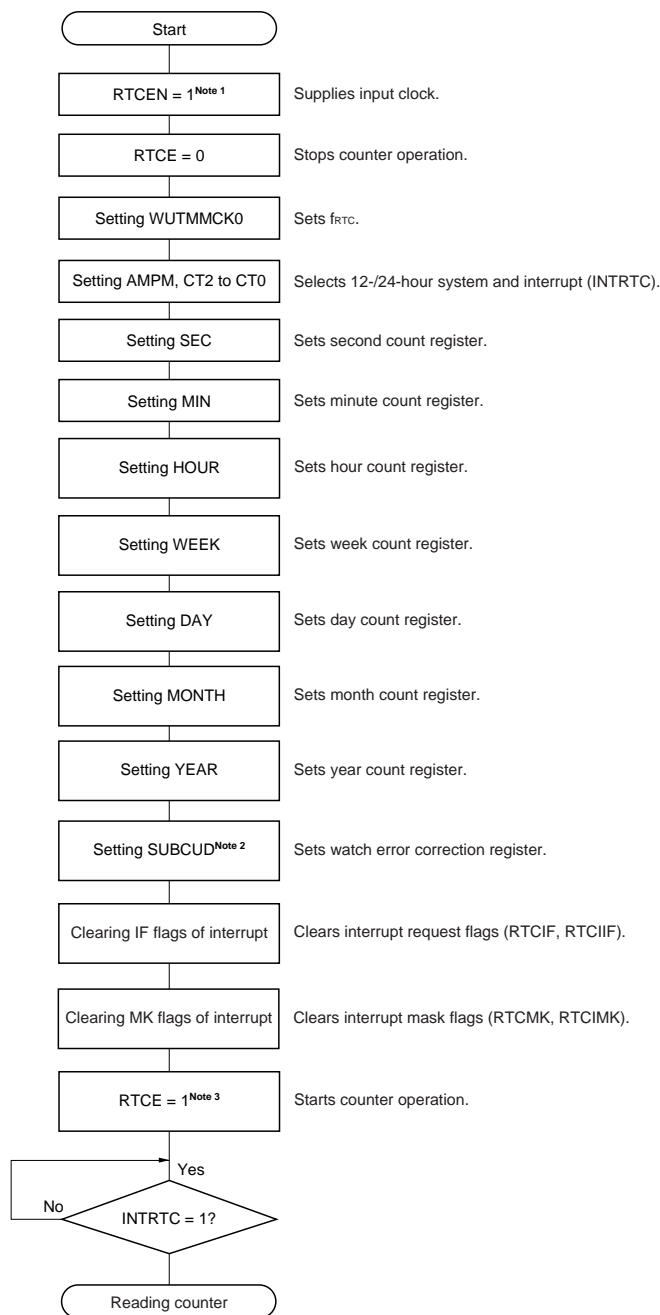 Start
RTCEN = 1Note 1 Supplies input clock.
RTCE = 0 Stops counter operation.
Setting WUTMMCK0 Sets fRTC.
Setting AMPM, CT2 to CT0 Selects 12-/24-hour system and interrupt (INTRTC).
Setting SEC Sets second count register.
Setting MIN Sets minute count register.
Setting HOUR Sets hour count register.
Setting WEEK Sets week count register.
Setting DAY Sets day count register.
Setting MONTH Sets month count register.
Setting YEAR Sets year count register.
Setting SUBCUDNote 2 Sets watch error correction register.
Clearing IF flags of interrupt Clears interrupt request flags (RTCIF, RTCIIF).
Clearing MK flags of interrupt Clears interrupt mask flags (RTCMK, RTCIMK).
RTCE = 1Note 3 Starts counter operation.
Yes
No
INTRTC = 1?
Reading counter